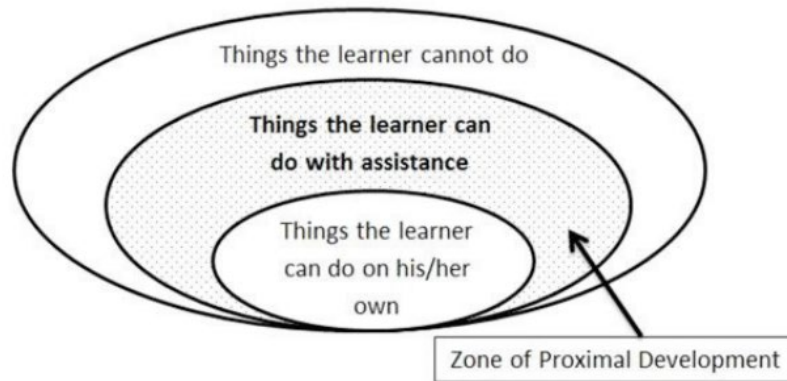 Things the learner cannot do
Things the learner can
do with assistance
Things the learner
can do on his/her
own
Zone of Proximal Development